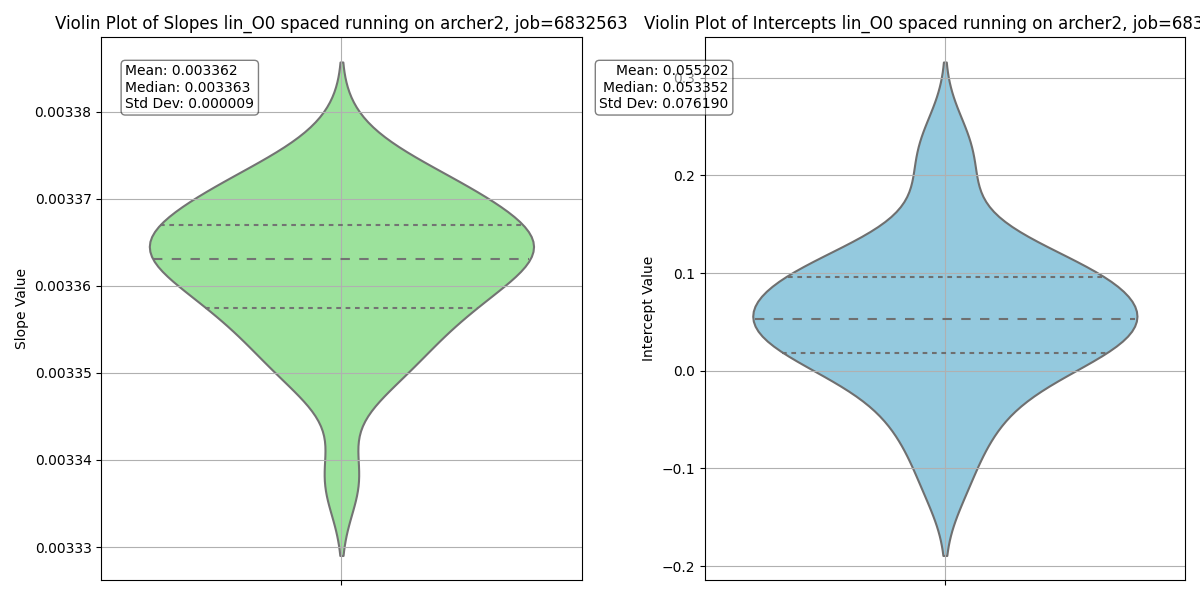 Violin Plot of Slopes lin_O0 spaced running on archer2, job=6832563
Mean: 0.003362
Median: 0.003363
Std Dev: 0.000009
0.00338
0.00337
0.00336
0.00335
0.00334
0.00333
Slope Value
Violin Plot of Intercepts lin_O0 spaced running on archer2, job=683
Mean: 0.055202
Median: 0.053352
Std Dev: 0.076190
0.3
0.2
0.1
0.0
−0.1
−0.2
Intercept Value